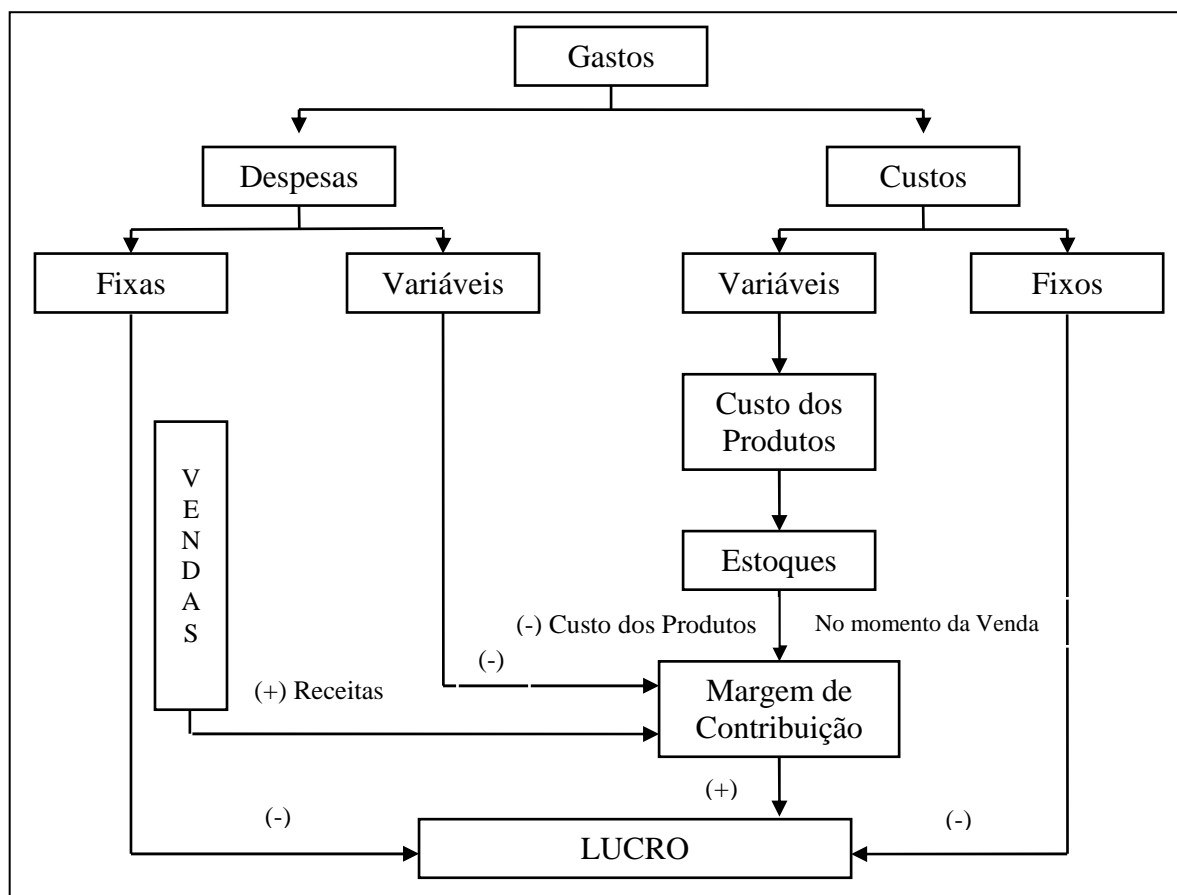 Gastos
Despesas
Custos
Fixas
Variáveis
Variáveis
Fixos
Custo dos
Produtos
V
E
N
D
A
S
Estoques
(-) Custo dos Produtos
No momento da Venda
(-)
(+) Receitas
Margem de
Contribuição
(-)
(+)
(-)
LUCRO